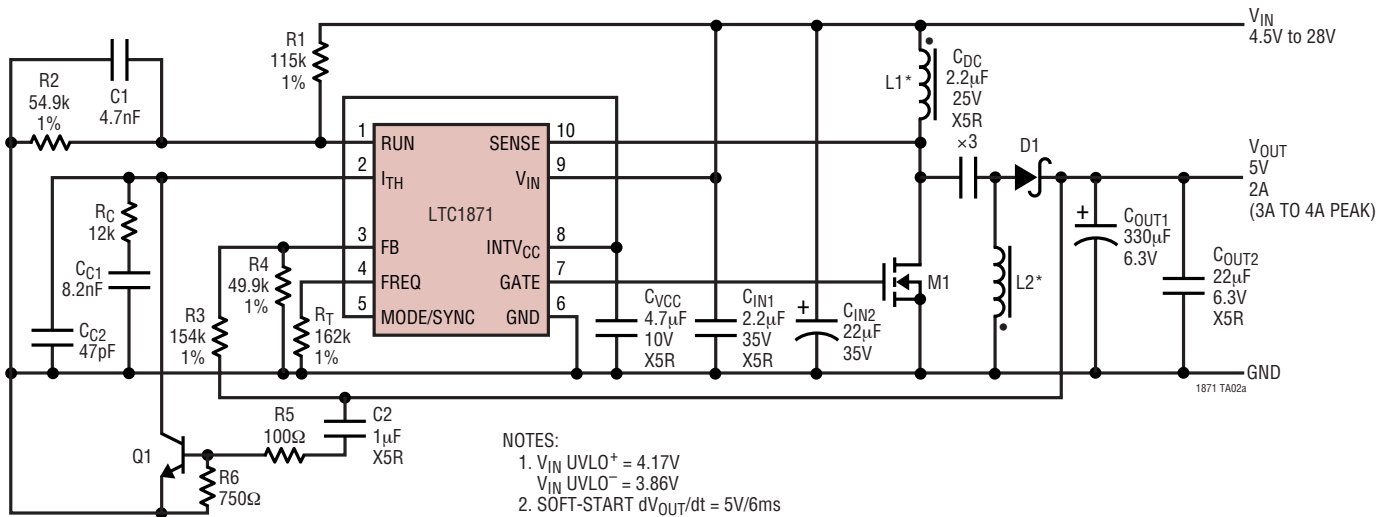 R1
115k
1%
R2
54.9k
1%
C1
4.7nF
RC
12k
CC1
8.2nF
CC2
47pF
R3
154k
1%
R4
49.9k
1%
RT
162k
1%
1
RUN
2
ITH
3
FB
4
FREQ
5
MODE/SYNC
LTC1871
10
SENSE
9
VIN
8
INTVCC
7
GATE
6
GND
CVCC
4.7µF
10V
X5R
CIN1
2.2µF
35V
X5R
+
CIN2
22µF
35V
L1*
CDC
2.2µF
25V
X5R
×3
D1
M1
L2*
VIN
4.5V to 28V
VOUT
5V
2A
(3A TO 4A PEAK)
+
COUT1
330µF
6.3V
COUT2
22µF
6.3V
X5R
GND
1871 TA02a
Q1
R5
100Ω
R6
750Ω
C2
1µF
X5R
NOTES:
1. VIN UVLO+ = 4.17V
VIN UVLO– = 3.86V
2. SOFT-START dVOUT/dt = 5V/6ms